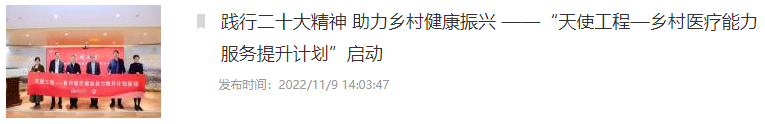 践行二十大精神 助力乡村健康振兴 ——“天使工程—乡村医疗能力
服务提升计划”启动
发布时间：2022/11/9 14:03:47